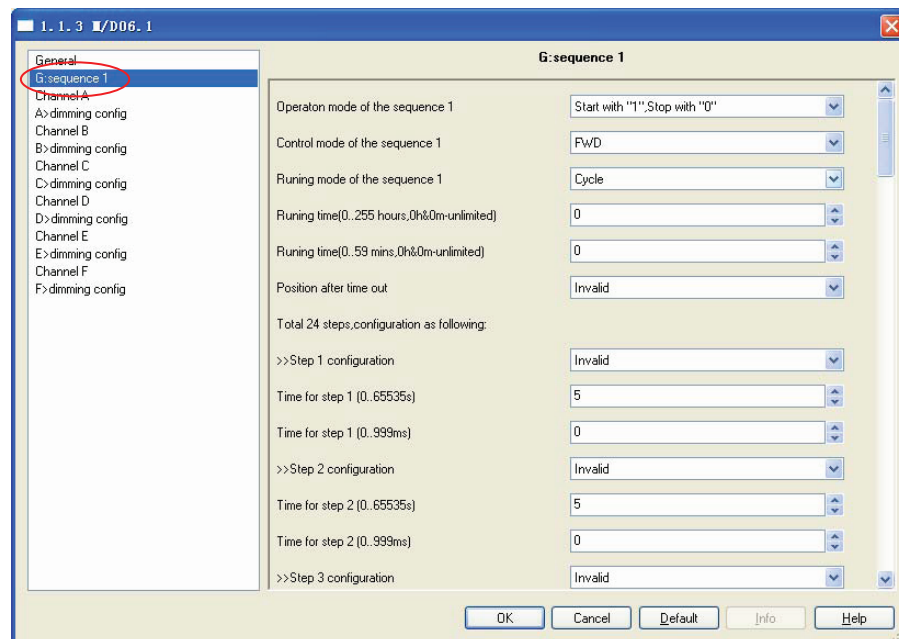 1.1.3 M/D06.1
General
G:sequence 1
Channel A
A>dimming config
Channel B
B>dimming config
Channel C
C>dimming config
Channel D
D>dimming config
Channel E
E>dimming config
Channel F
F>dimming config
G:sequence 1
Operaton mode of the sequence 1
Start with "1",Stop with "0"
Control mode of the sequence 1
FWD
Runing mode of the sequence 1
Cycle
Runing time(0..255 hours,0h&0m-unlimited)
0
Runing time(0..59 mins,0h&0m-unlimited)
0
Position after time out
Invalid
Total 24 steps,configuration as following:
>>Step 1 configuration
Invalid
Time for step 1 (0..65535s)
5
Time for step 1 (0..999ms)
0
>>Step 2 configuration
Invalid
Time for step 2 (0..65535s)
5
Time for step 2 (0..999ms)
0
>>Step 3 configuration
Invalid
OK
Cancel
Default
Info
Help